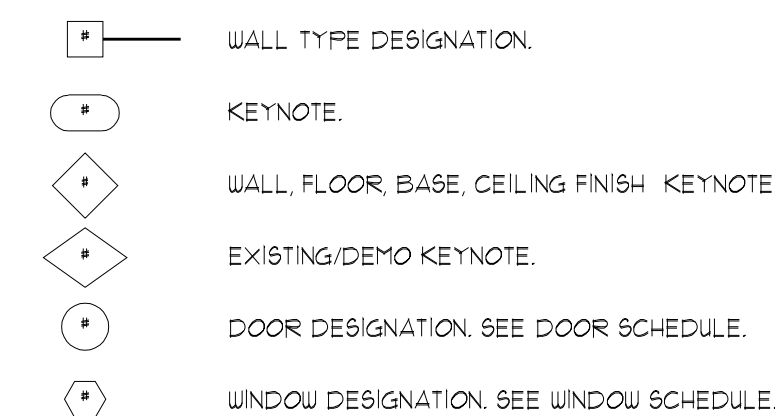 # WALL TYPE DESIGNATION.
# KEYNOTE.
# WALL, FLOOR, BASE, CEILING FINISH KEYNOTE
# EXISTING/DEMO KEYNOTE.
# DOOR DESIGNATION. SEE DOOR SCHEDULE.
# WINDOW DESIGNATION. SEE WINDOW SCHEDULE.